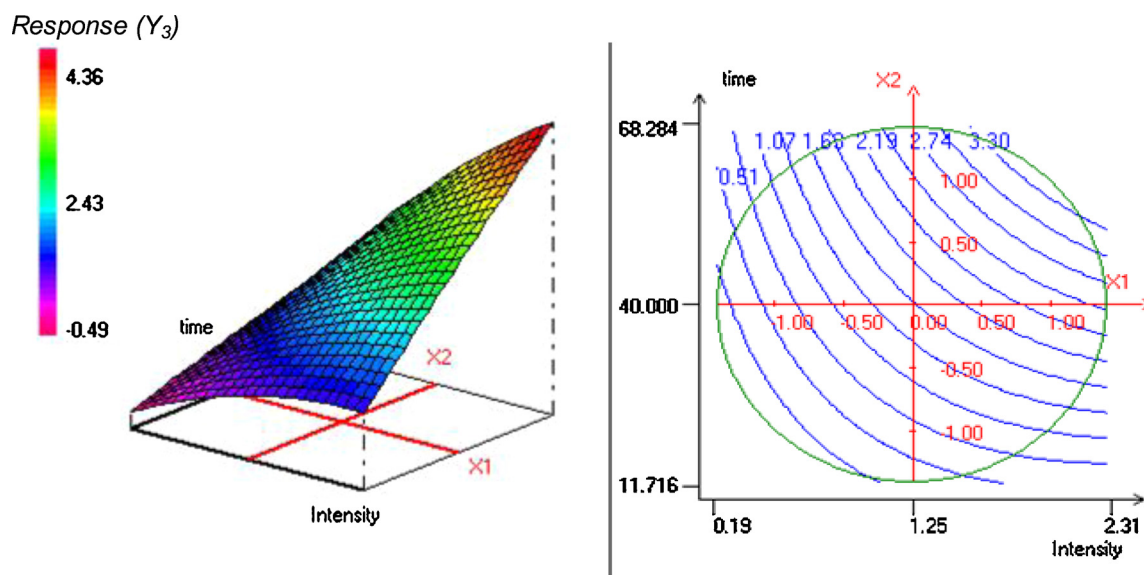 Response (Y3)
4.36
2.43
-0.49
time
X2
X1
Intensity
time
X2
68.284
1.07 1.63 2.19 2.74 3.30
0.51
1.00
0.50
X1
40.000
1.00 -0.50 0.00 0.50 1.00
-0.50
1.00
11.716
0.19 1.25 2.31
Intensity